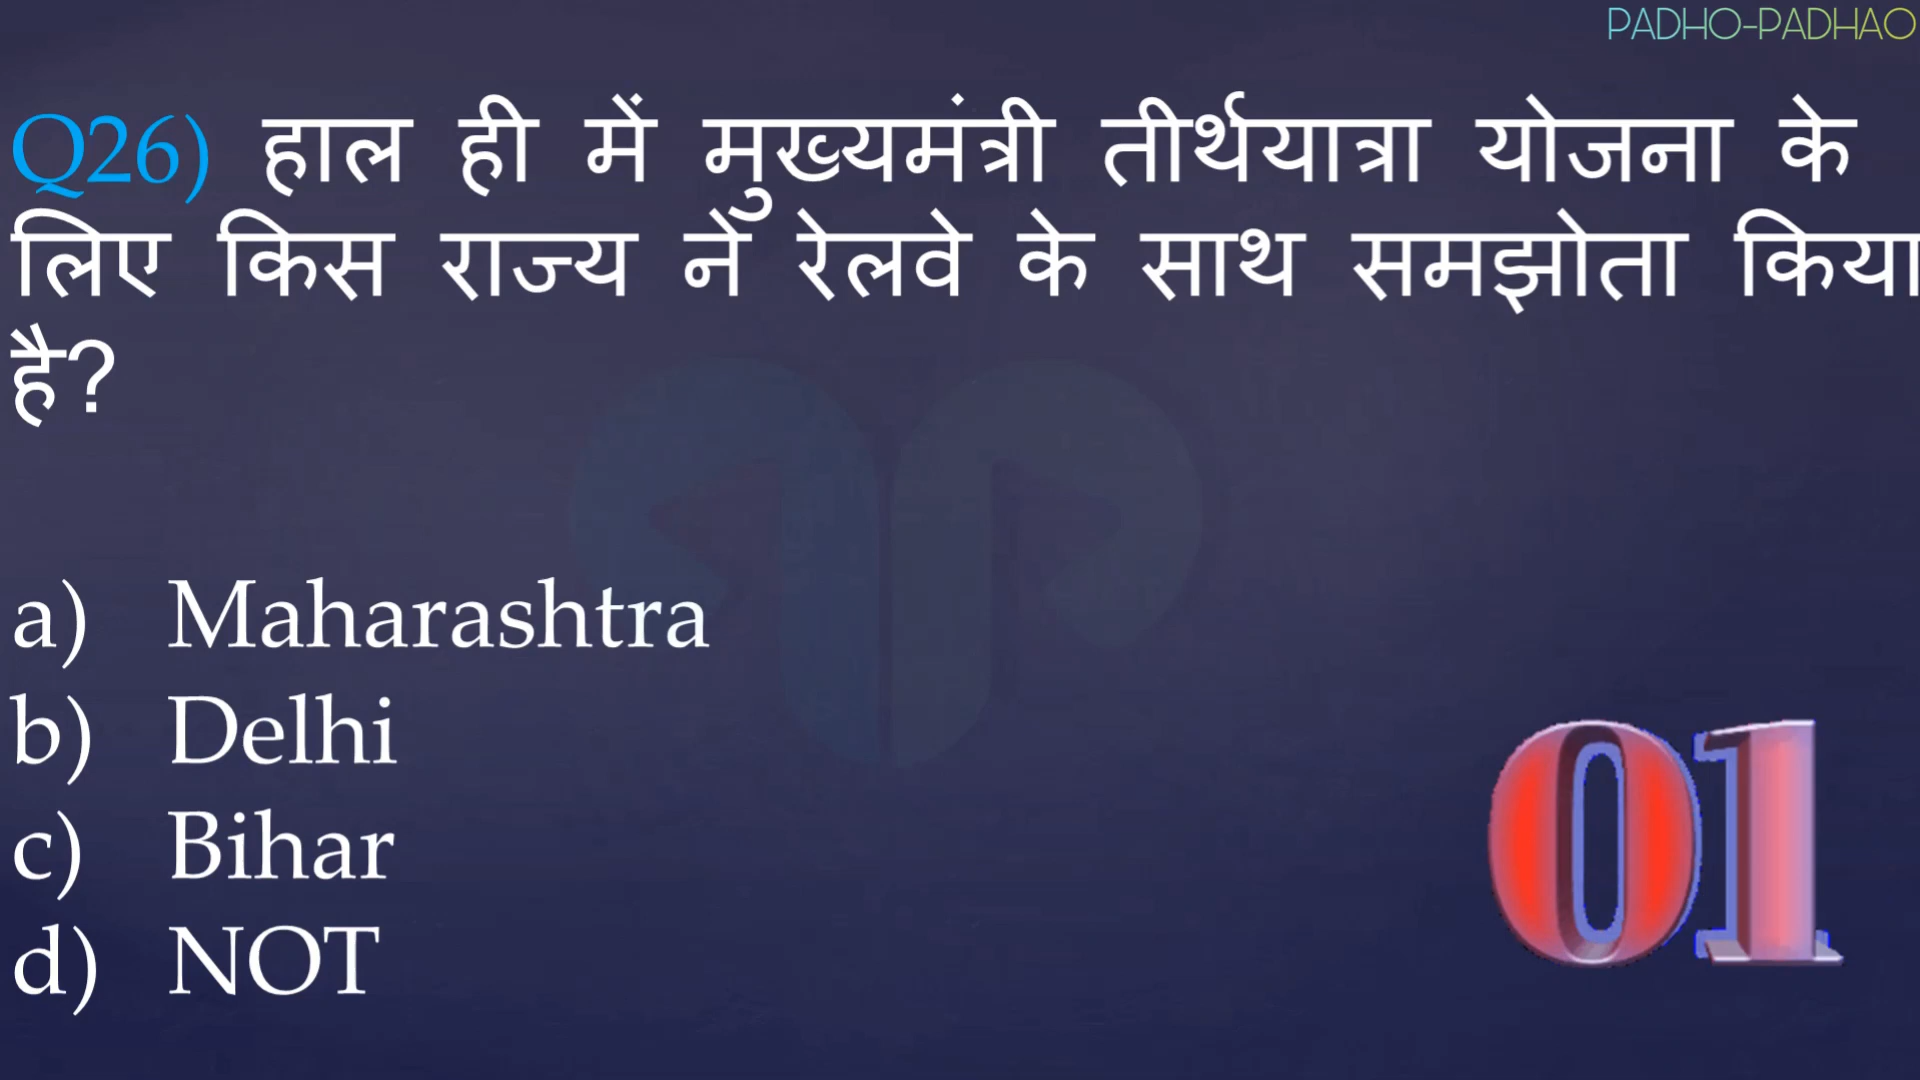 PADHO-PADHAO
Q26) हाल ही में मुख्यमंत्री तीर्थयात्रा योजना के
लिए किस राज्य ने रेलवे के साथ समझोता किया
है?
a) Maharashtra
b) Delhi
c) Bihar
d) NOT
01